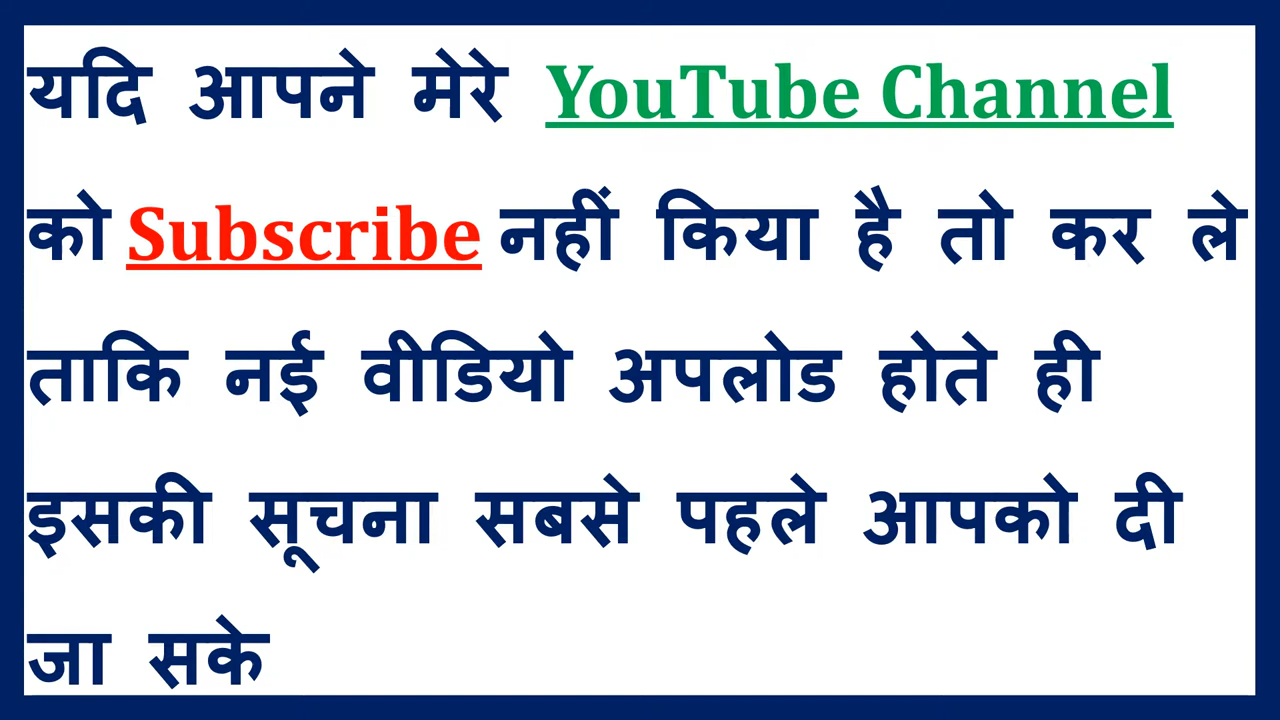 यदि आपने मेरे YouTube Channel
को Subscribe नहीं किया है तो कर ले
ताकि नई वीडियो अपलोड होते ही
इसकी सूचना सबसे पहले आपको दी
जा सके